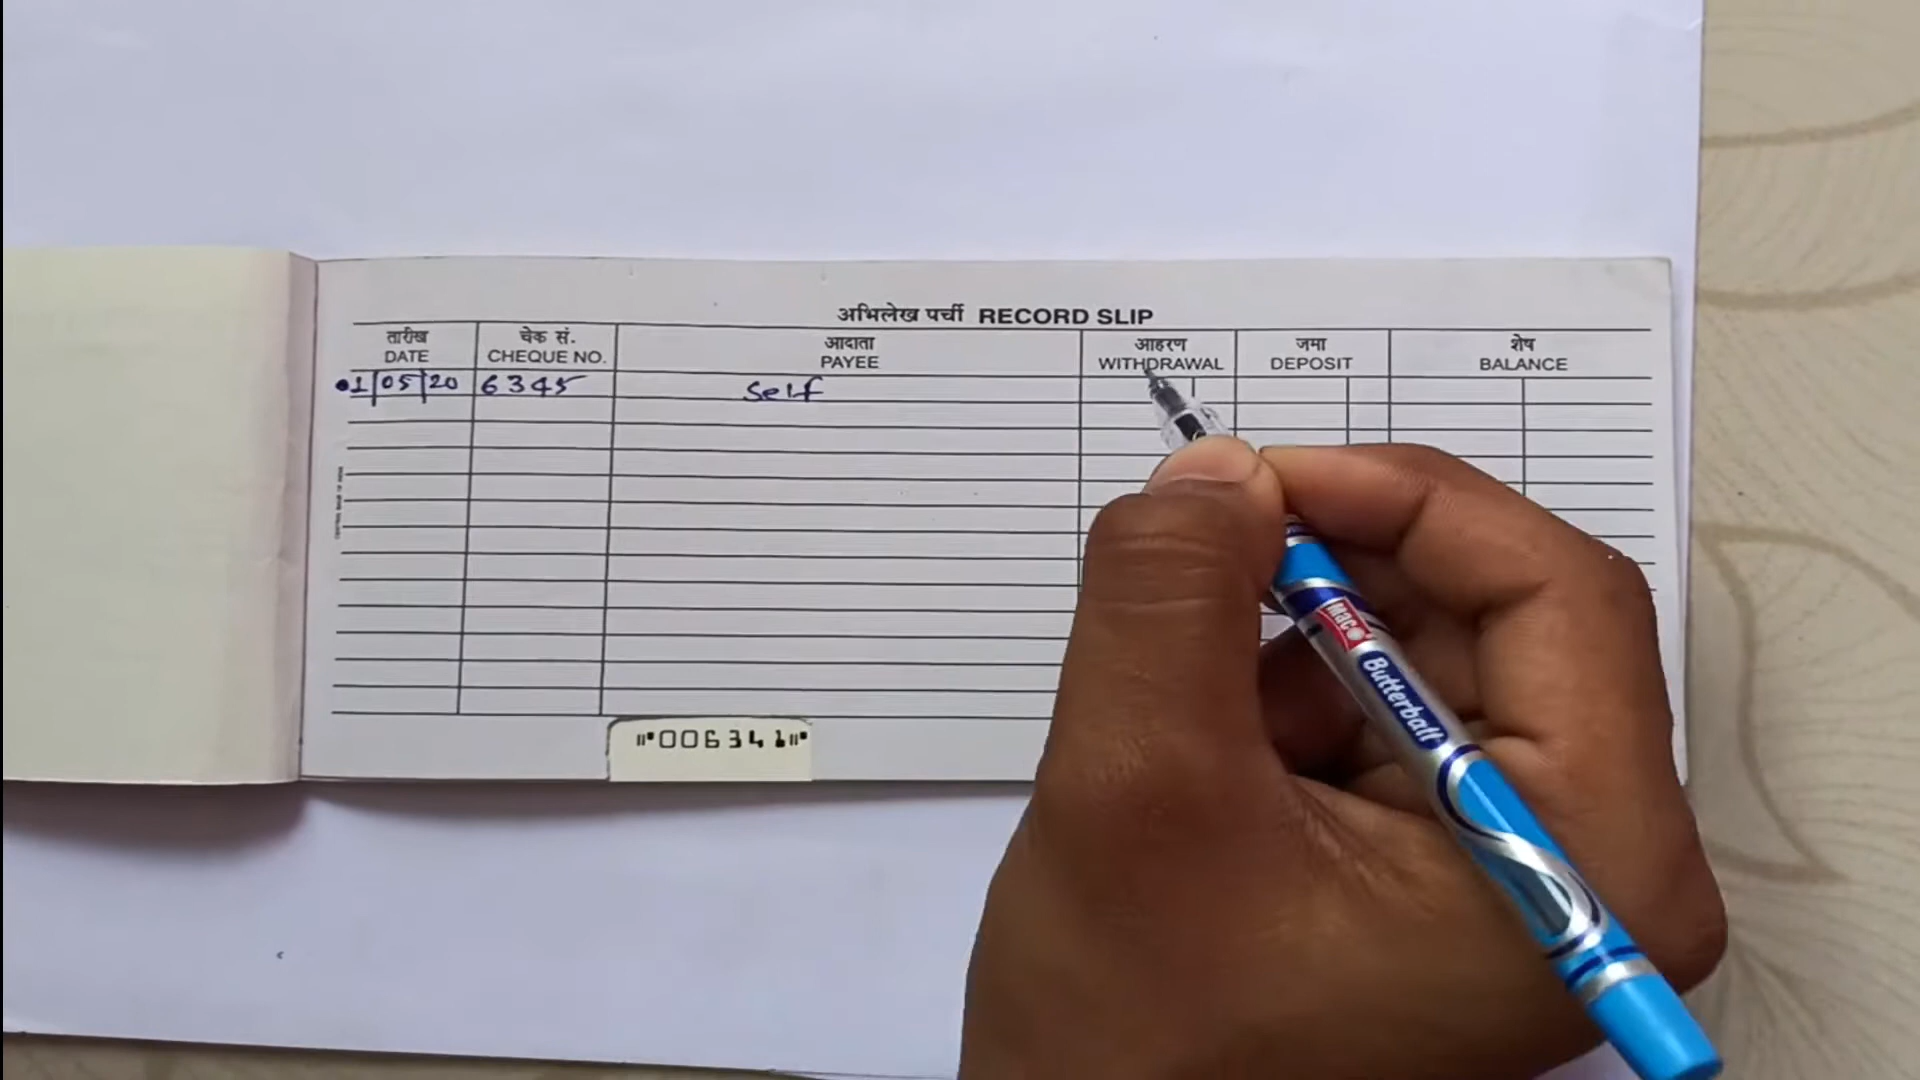 अभिलेख पर्ची RECORD SLIP
तारीख चेक सं. आदाता आहरण जमा शेष
DATE CHEQUE NO. PAYEE WITHDRAWAL DEPOSIT BALANCE
01/05/20 6345 Self
⑈006341⑈
Maco
Butterball